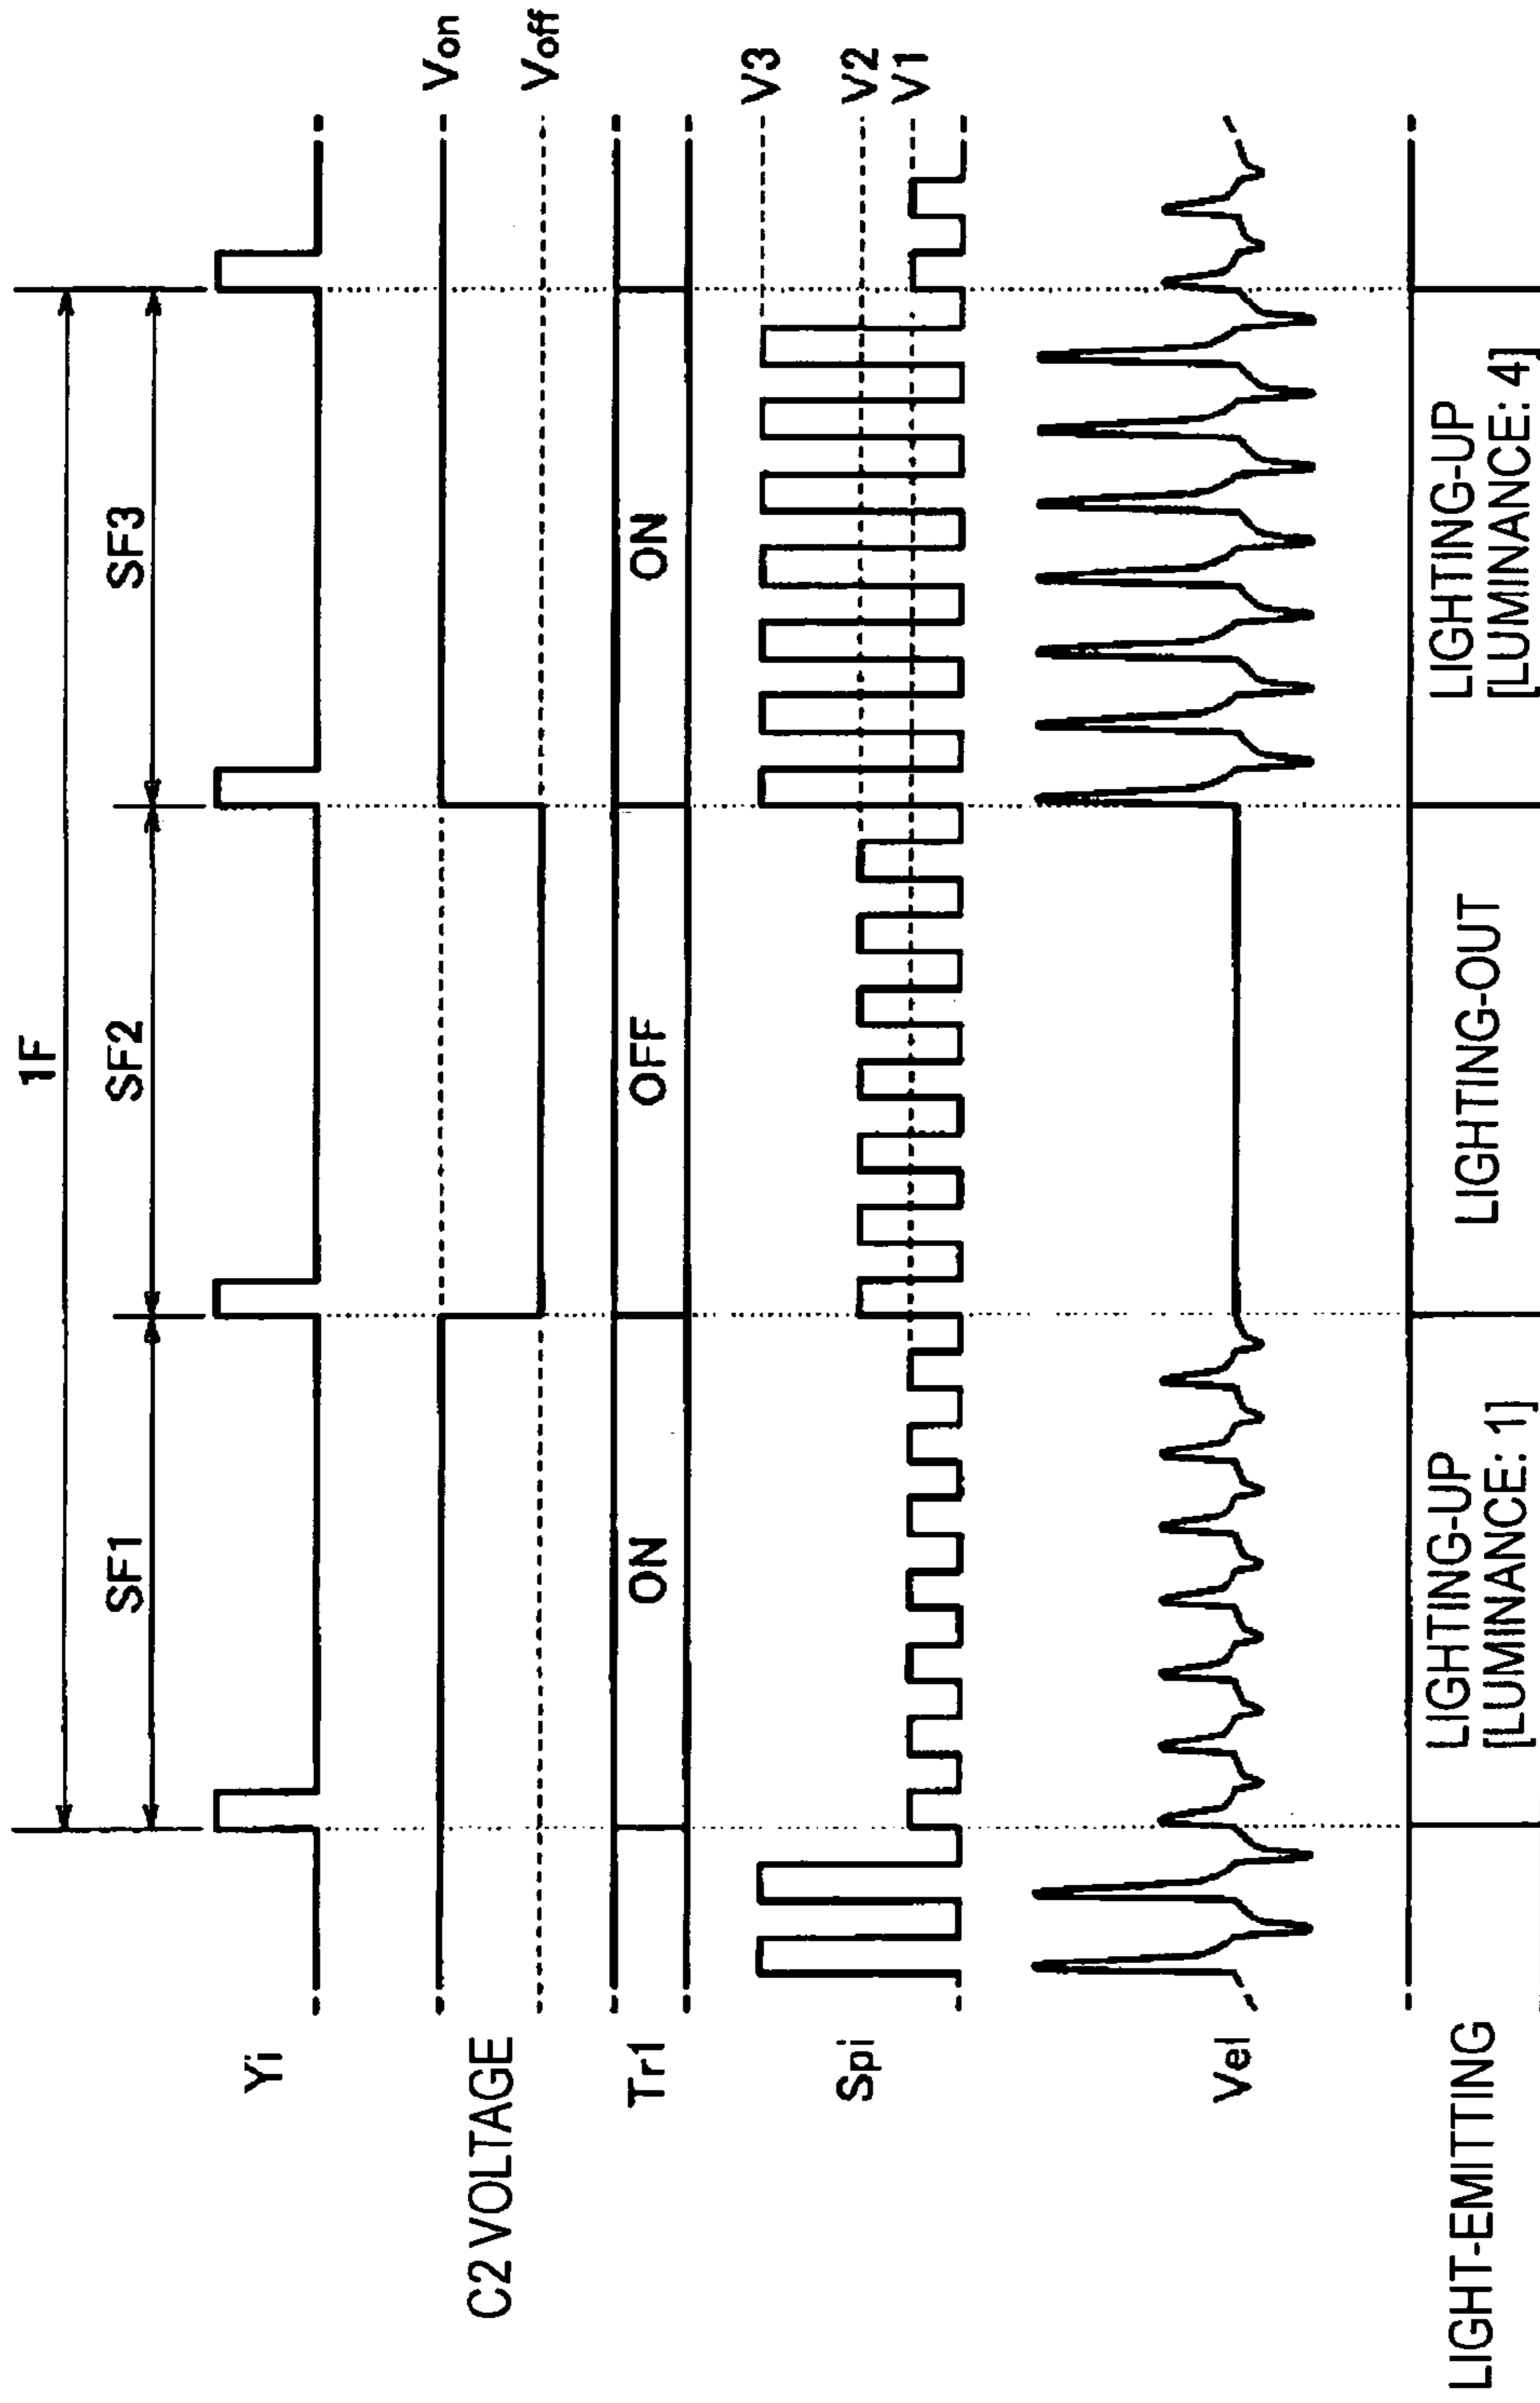 1F
SF1 SF2 SF3
Yi
Von
C2 VOLTAGE
Voff
Tr1 ON OFF ON
V3
Spi V2
V1
Vel
LIGHT-EMITTING
LIGHTING-UP
[LUMINANCE: 1]
LIGHTING-OUT
LIGHTING-UP
[LUMINANCE: 4]